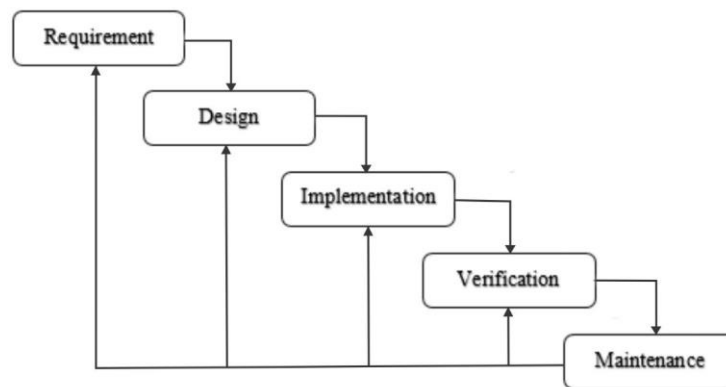 Requirement
Design
Implementation
Verification
Maintenance